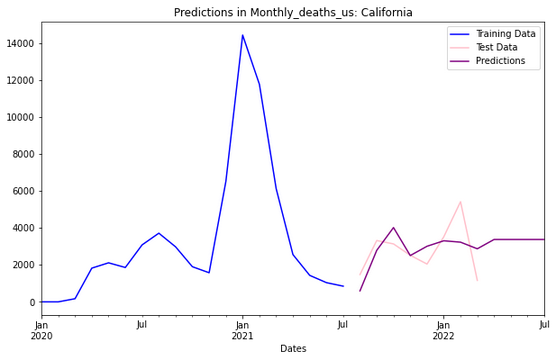 Predictions in Monthly_deaths_us: California
Training Data
Test Data
Predictions
14000
12000
10000
8000
6000
4000
2000
0
Jan Jul Jan Jul Jan Jul
2020 2021 2022
Dates